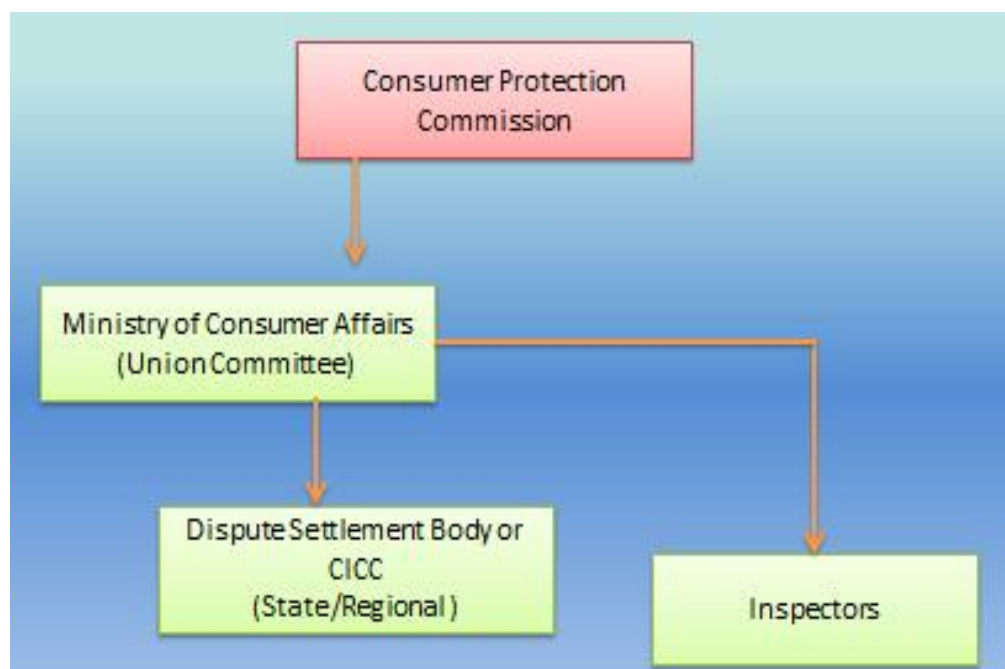 Consumer Protection
Commission
Ministry of Consumer Affairs
(Union Committee)
Dispute Settlement Body or
CICC
(State/Regional)
Inspectors